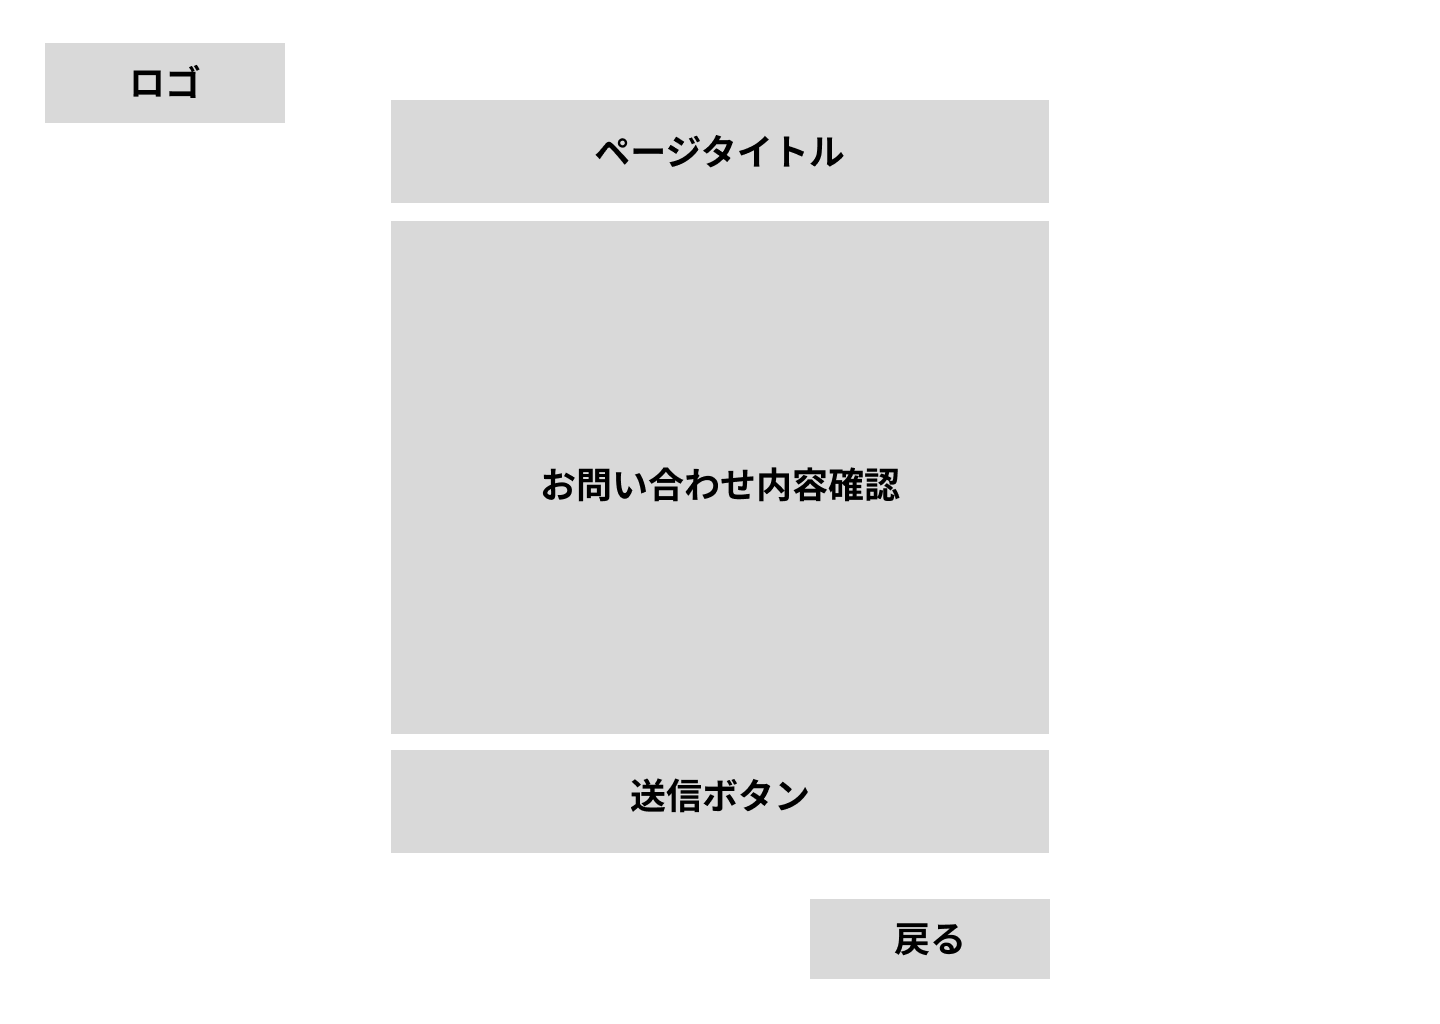 ロゴ
ページタイトル
お問い合わせ内容確認
送信ボタン
戻る